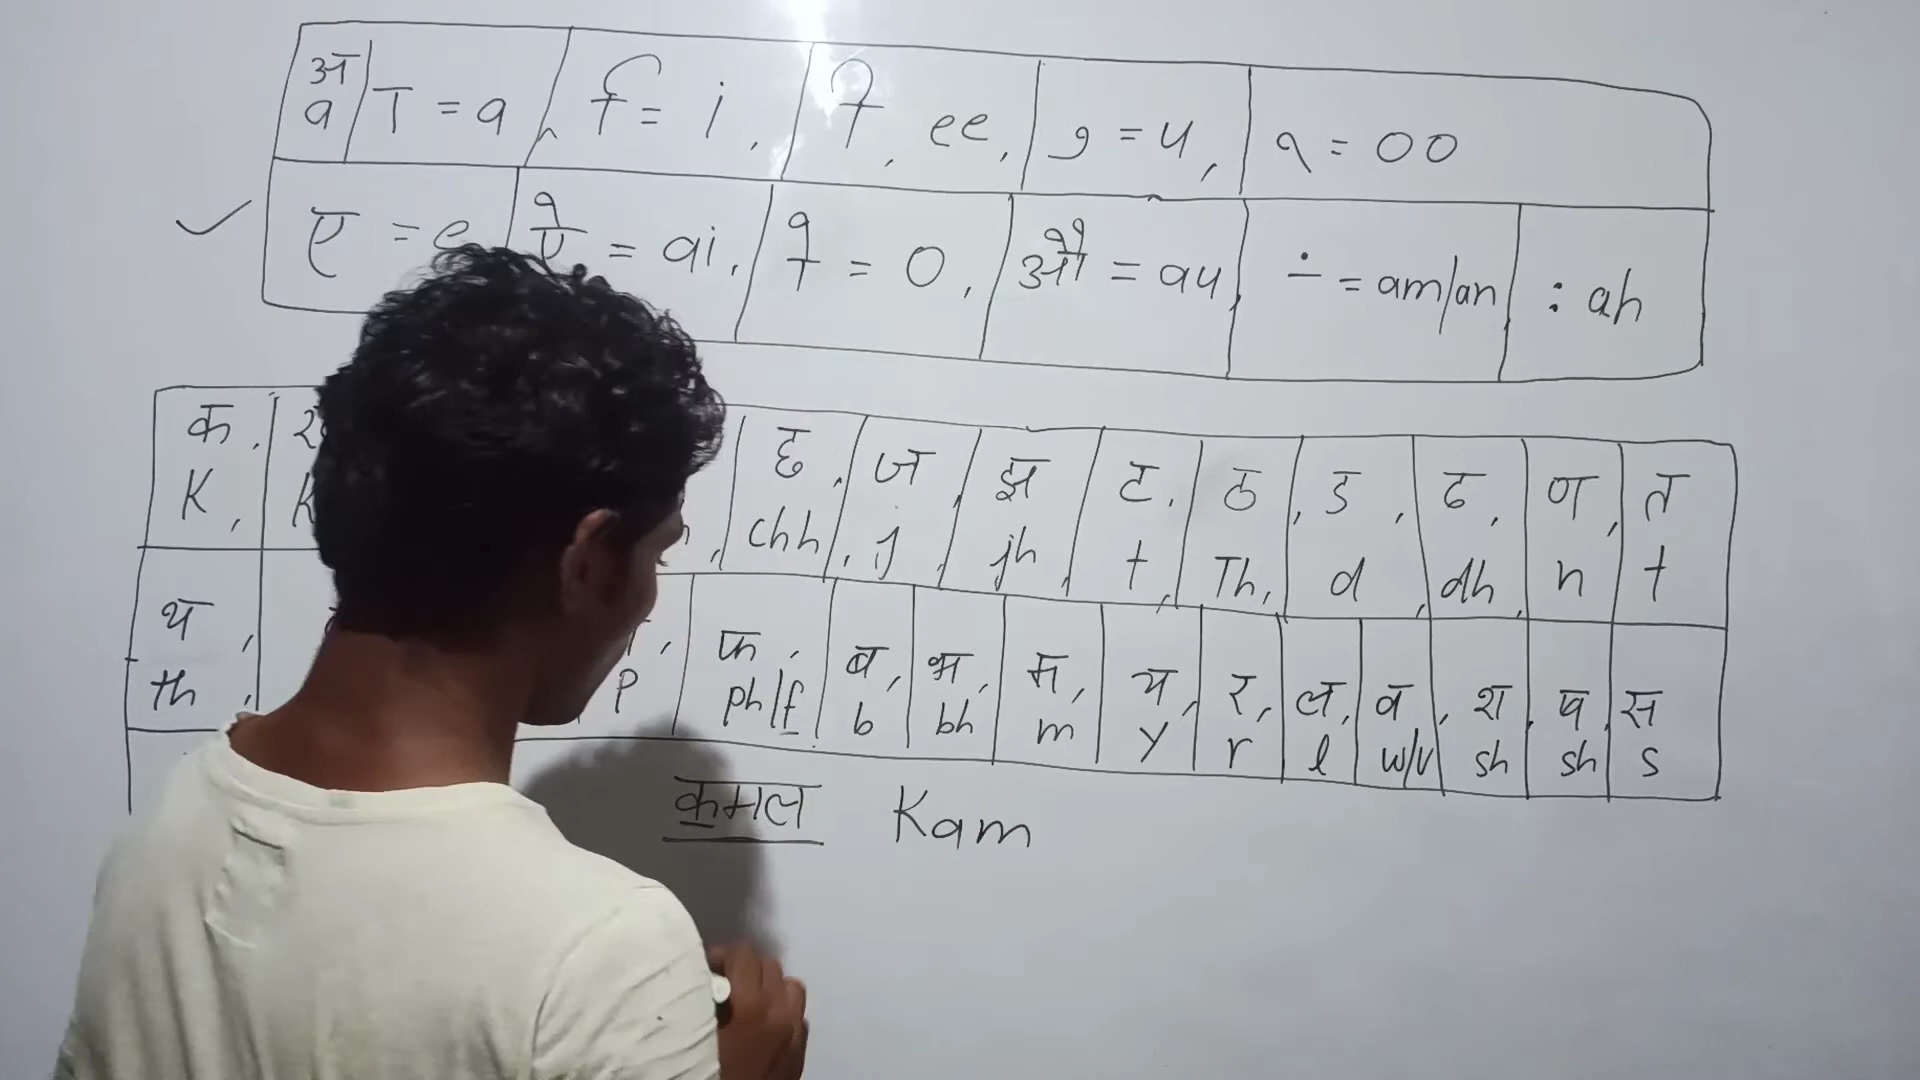 अ ा = a, ि = i, ी, ee, ु = u, ू = oo
a
ए = e ऐ = ai, ो = o, औ = au, ं = am/an : ah
क, छ, ज, झ, ट, ठ, ड, ढ, ण, त
K, chh, j, jh, t, Th, d, dh, n t
थ, फ, ब, भ, म, य, र, ल, व, श, ष, स
th, p ph/f b bh m y r l w/v sh sh s
कमल Kam